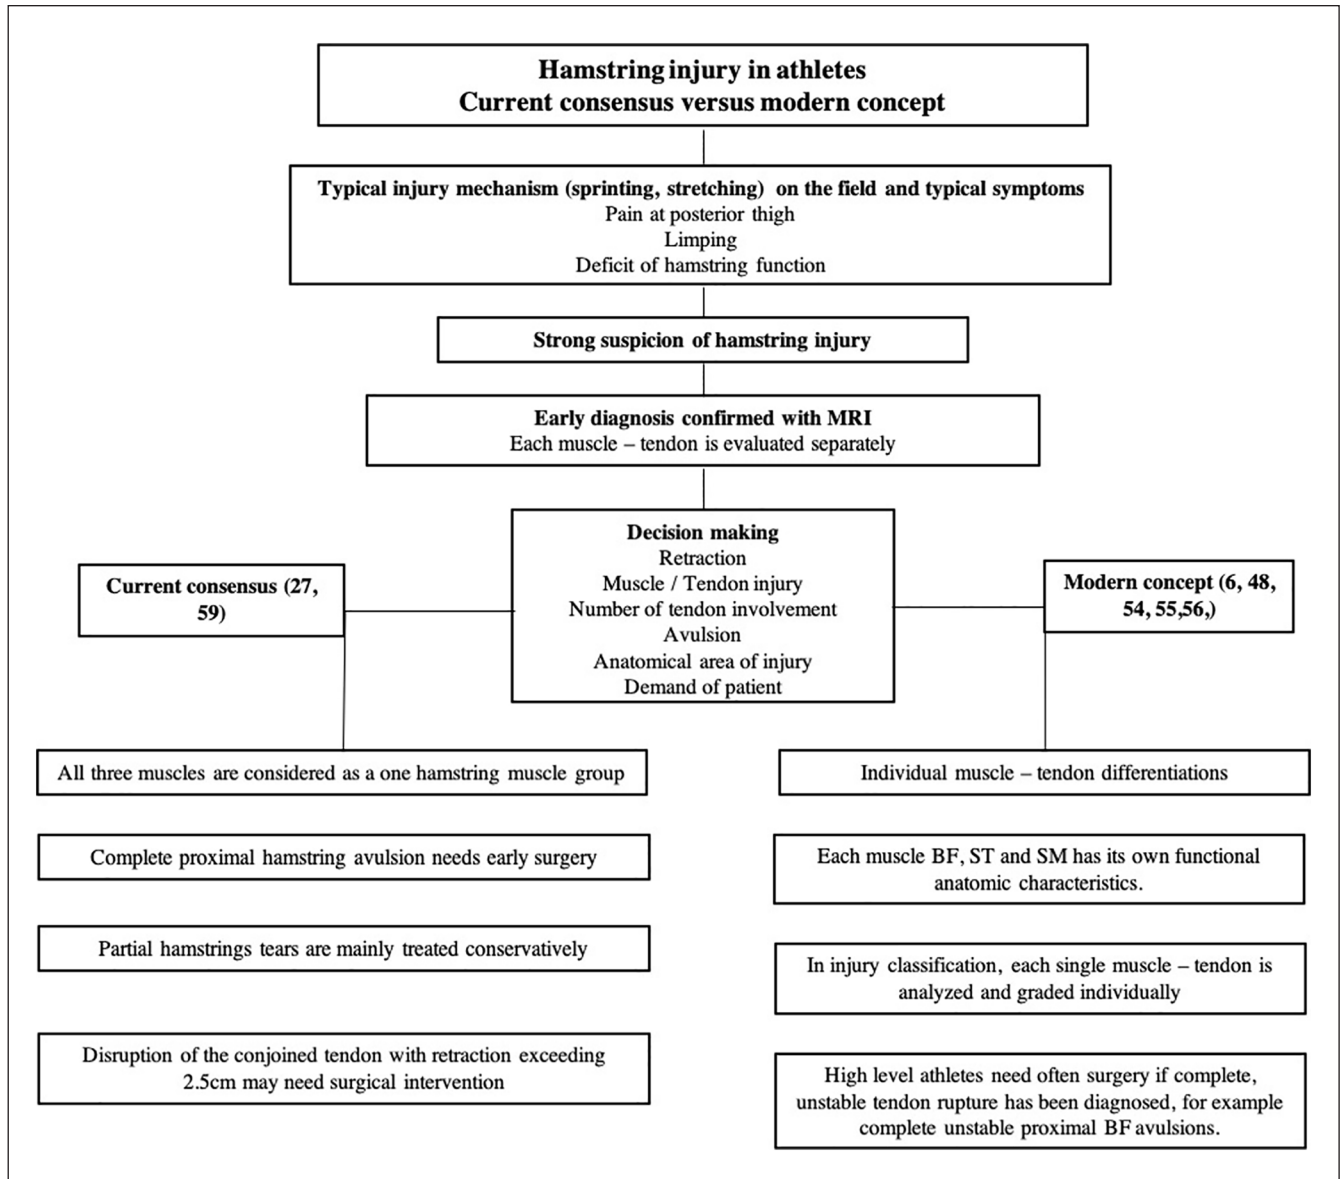 Hamstring injury in athletes
Current consensus versus modern concept
Typical injury mechanism (sprinting, stretching) on the field and typical symptoms
Pain at posterior thigh
Limping
Deficit of hamstring function
Strong suspicion of hamstring injury
Early diagnosis confirmed with MRI
Each muscle – tendon is evaluated separately
Decision making
Retraction
Muscle / Tendon injury
Number of tendon involvement
Avulsion
Anatomical area of injury
Demand of patient
Current consensus (27,
59)
All three muscles are considered as a one hamstring muscle group
Complete proximal hamstring avulsion needs early surgery
Partial hamstrings tears are mainly treated conservatively
Disruption of the conjoined tendon with retraction exceeding
2.5cm may need surgical intervention
Modern concept (6, 48,
54, 55,56,)
Individual muscle – tendon differentiations
Each muscle BF, ST and SM has its own functional
anatomic characteristics.
In injury classification, each single muscle – tendon is
analyzed and graded individually
High level athletes need often surgery if complete,
unstable tendon rupture has been diagnosed, for example
complete unstable proximal BF avulsions.